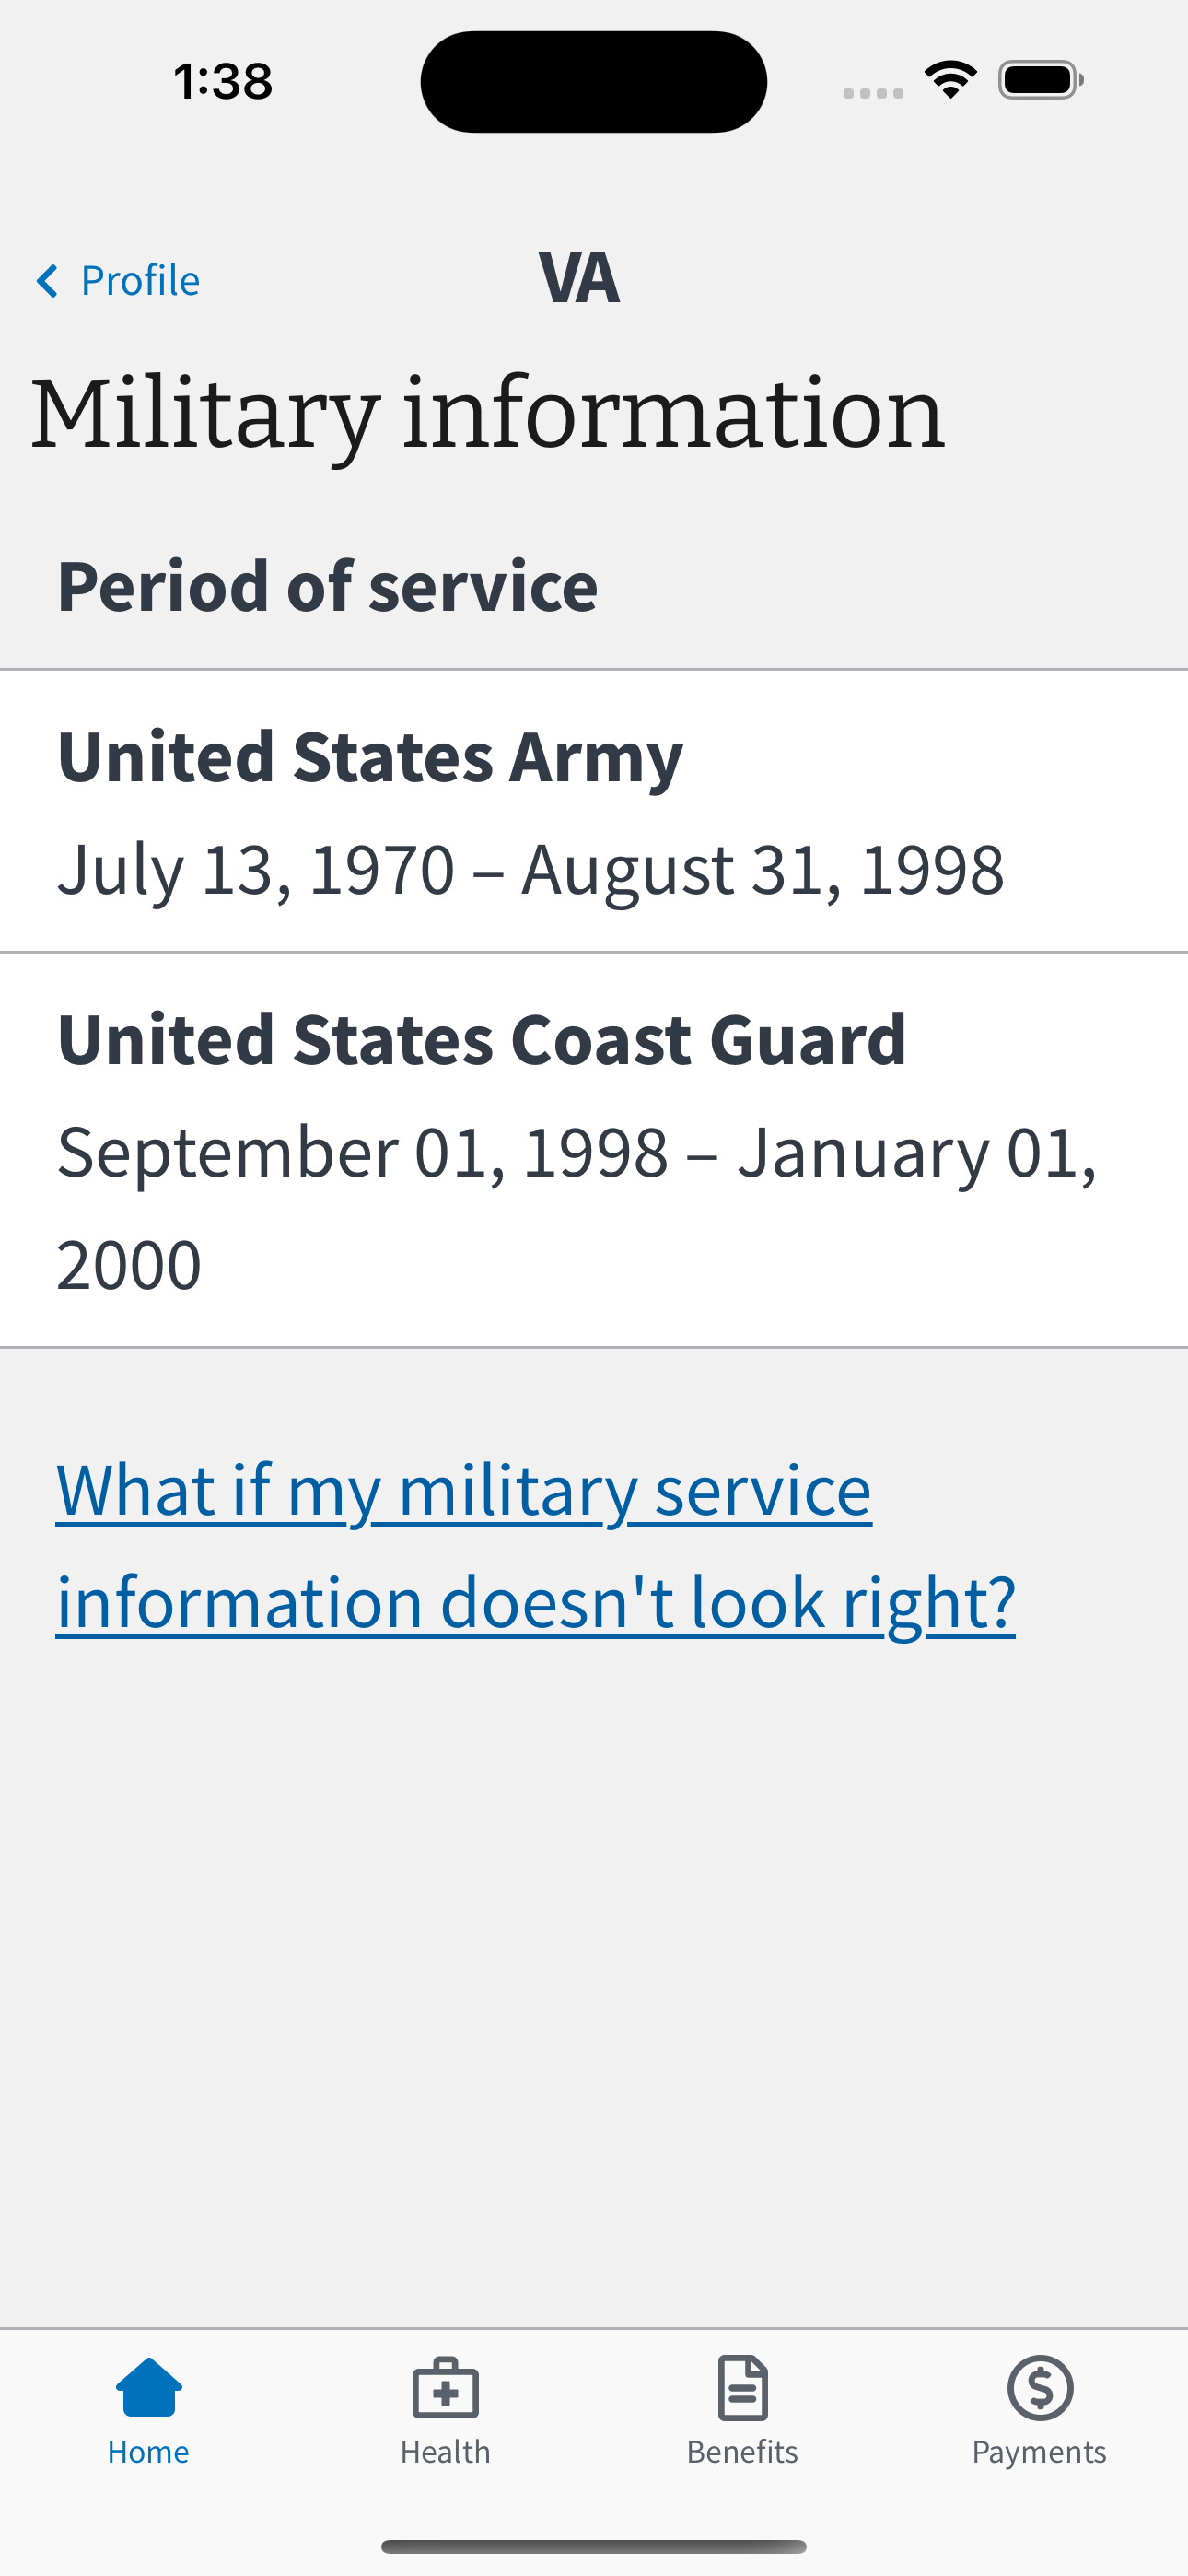 1:38
Profile
VA
Military information
Period of service
United States Army
July 13, 1970 – August 31, 1998
United States Coast Guard
September 01, 1998 – January 01,
2000
What if my military service
information doesn't look right?
Home Health Benefits Payments